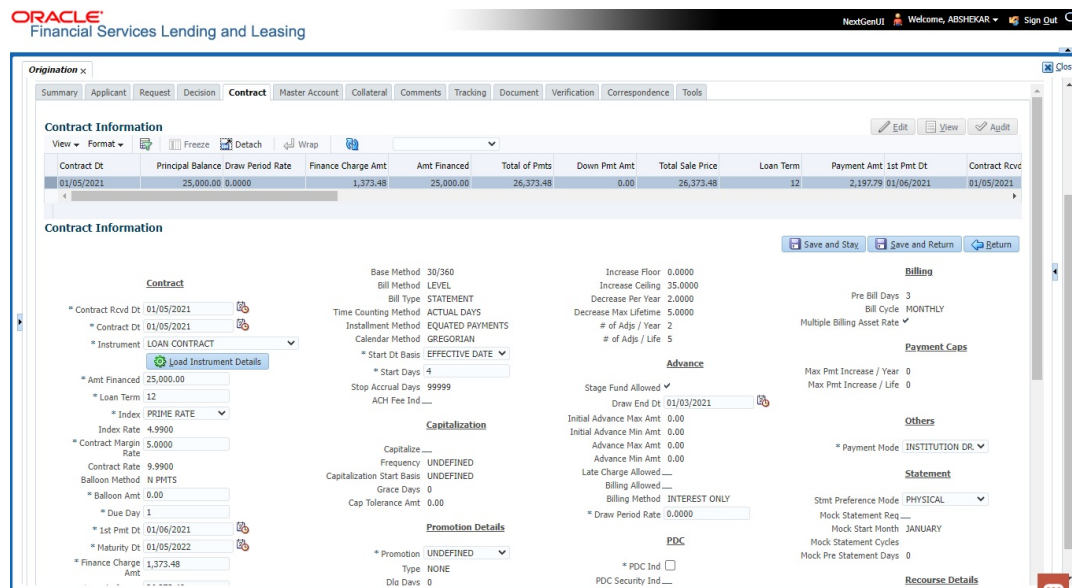 ORACLE
Financial Services Lending and Leasing
NextGenUI Welcome, ABSHEKAR Sign Out
Origination x
Summary Applicant Request Decision Contract Master Account Collateral Comments Tracking Document Verification Correspondence Tools
Contract Information
Edit View Audit
View Format Freeze Detach Wrap
Contract Dt Principal Balance Draw Period Rate Finance Charge Amt Amt Financed Total of Pmts Down Pmt Amt Total Sale Price Loan Term Payment Amt 1st Pmt Dt Contract Rcvd
01/05/2021 25,000.00 0.0000 1,373.48 25,000.00 26,373.48 0.00 26,373.48 12 2,197.79 01/06/2021 01/05/2021
Contract Information
Save and Stay Save and Return Return
Contract
* Contract Rcvd Dt 01/05/2021
* Contract Dt 01/05/2021
* Instrument LOAN CONTRACT
Load Instrument Details
* Amt Financed 25,000.00
* Loan Term 12
* Index PRIME RATE
Index Rate 4.9900
* Contract Margin Rate 5.0000
Contract Rate 9.9900
Balloon Method N PMTS
* Balloon Amt 0.00
* Due Day 1
* 1st Pmt Dt 01/06/2021
* Maturity Dt 01/05/2022
* Finance Charge Amt 1,373.48
Base Method 30/360
Bill Method LEVEL
Bill Type STATEMENT
Time Counting Method ACTUAL DAYS
Installment Method EQUATED PAYMENTS
Calendar Method GREGORIAN
* Start Dt Basis EFFECTIVE DATE
* Start Days 4
Stop Accrual Days 99999
ACH Fee Ind
Capitalization
Capitalize
Frequency UNDEFINED
Capitalization Start Basis UNDEFINED
Grace Days 0
Cap Tolerance Amt 0.00
Promotion Details
* Promotion UNDEFINED
Type NONE
Dlq Days 0
Increase Floor 0.0000
Increase Ceiling 35.0000
Decrease Per Year 2.0000
Decrease Max Lifetime 5.0000
# of Adjs / Year 2
# of Adjs / Life 5
Advance
Stage Fund Allowed
Draw End Dt 01/03/2021
Initial Advance Max Amt 0.00
Initial Advance Min Amt 0.00
Advance Max Amt 0.00
Advance Min Amt 0.00
Late Charge Allowed
Billing Allowed
Billing Method INTEREST ONLY
* Draw Period Rate 0.0000
PDC
* PDC Ind
PDC Security Ind
Billing
Pre Bill Days 3
Bill Cycle MONTHLY
Multiple Billing Asset Rate
Payment Caps
Max Pmt Increase / Year 0
Max Pmt Increase / Life 0
Others
* Payment Mode INSTITUTION DR.
Statement
Stmt Preference Mode PHYSICAL
Mock Statement Req
Mock Start Month JANUARY
Mock Statement Cycles
Mock Pre Statement Days 0
Recourse Details